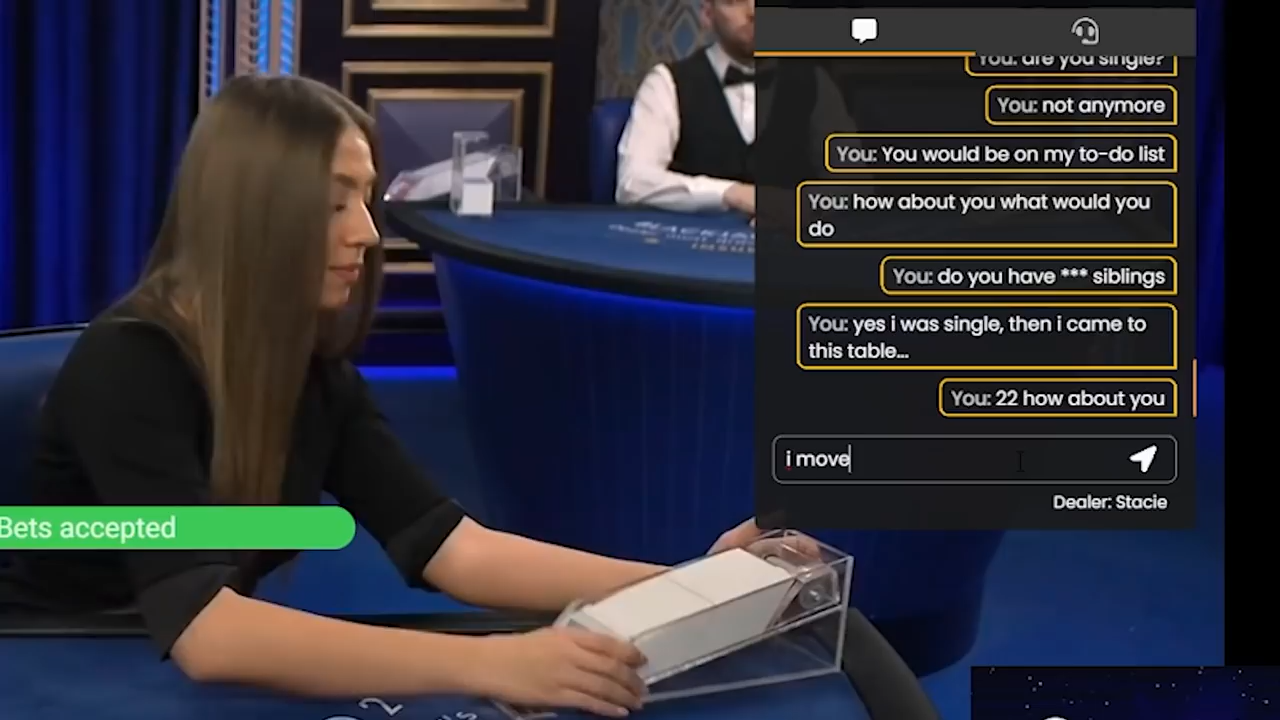 You: are you single?
You: not anymore
You: You would be on my to-do list
You: how about you what would you
do
You: do you have *** siblings
You: yes i was single, then i came to
this table...
You: 22 how about you
i move
Dealer: Stacie
Bets accepted
2